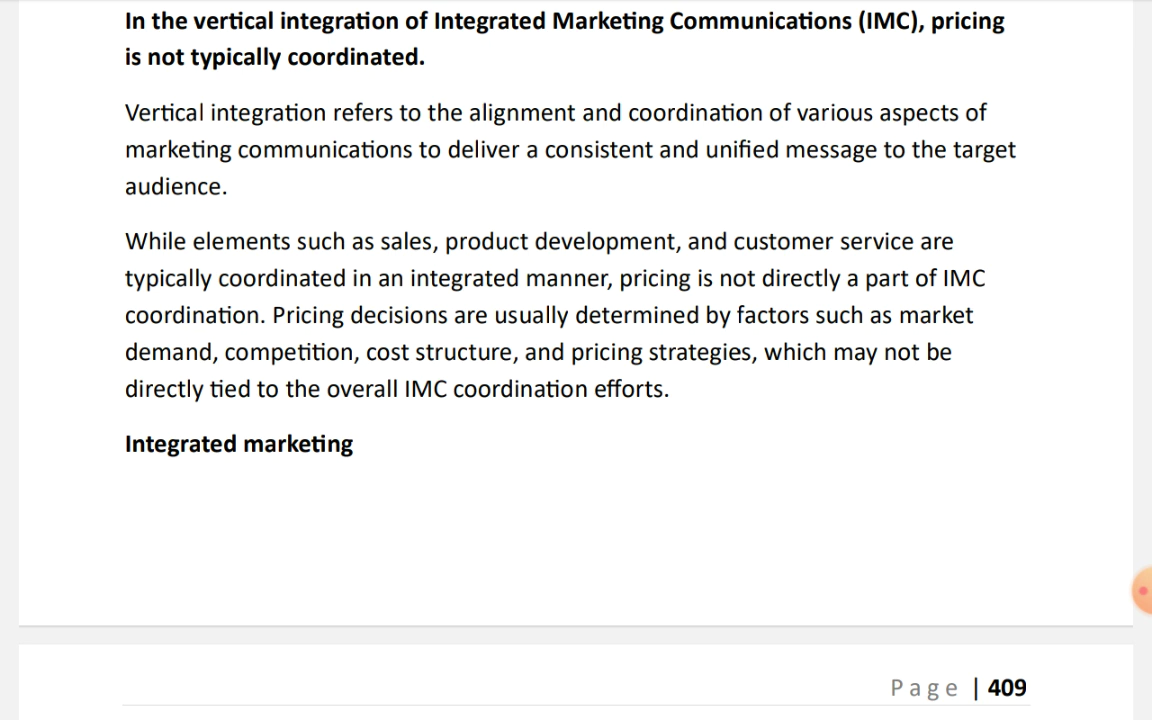 In the vertical integration of Integrated Marketing Communications (IMC), pricing
is not typically coordinated.
Vertical integration refers to the alignment and coordination of various aspects of
marketing communications to deliver a consistent and unified message to the target
audience.
While elements such as sales, product development, and customer service are
typically coordinated in an integrated manner, pricing is not directly a part of IMC
coordination. Pricing decisions are usually determined by factors such as market
demand, competition, cost structure, and pricing strategies, which may not be
directly tied to the overall IMC coordination efforts.
Integrated marketing
Page | 409